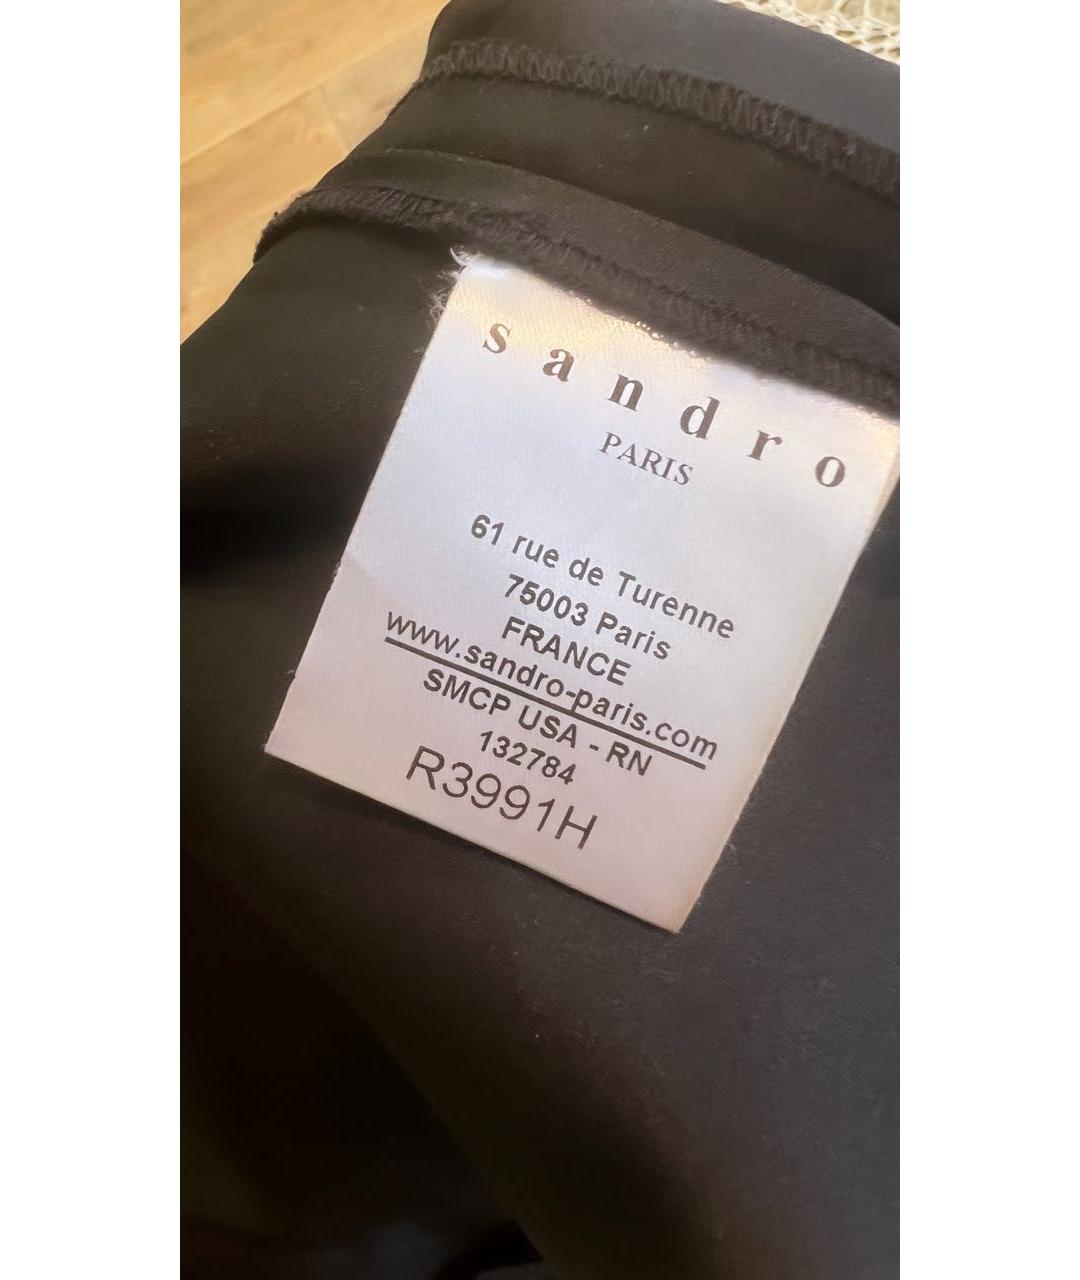 sandro
PARIS
61 rue de Turenne
75003 Paris
FRANCE
www.sandro-paris.com
SMCP USA - RN
132784
R3991H